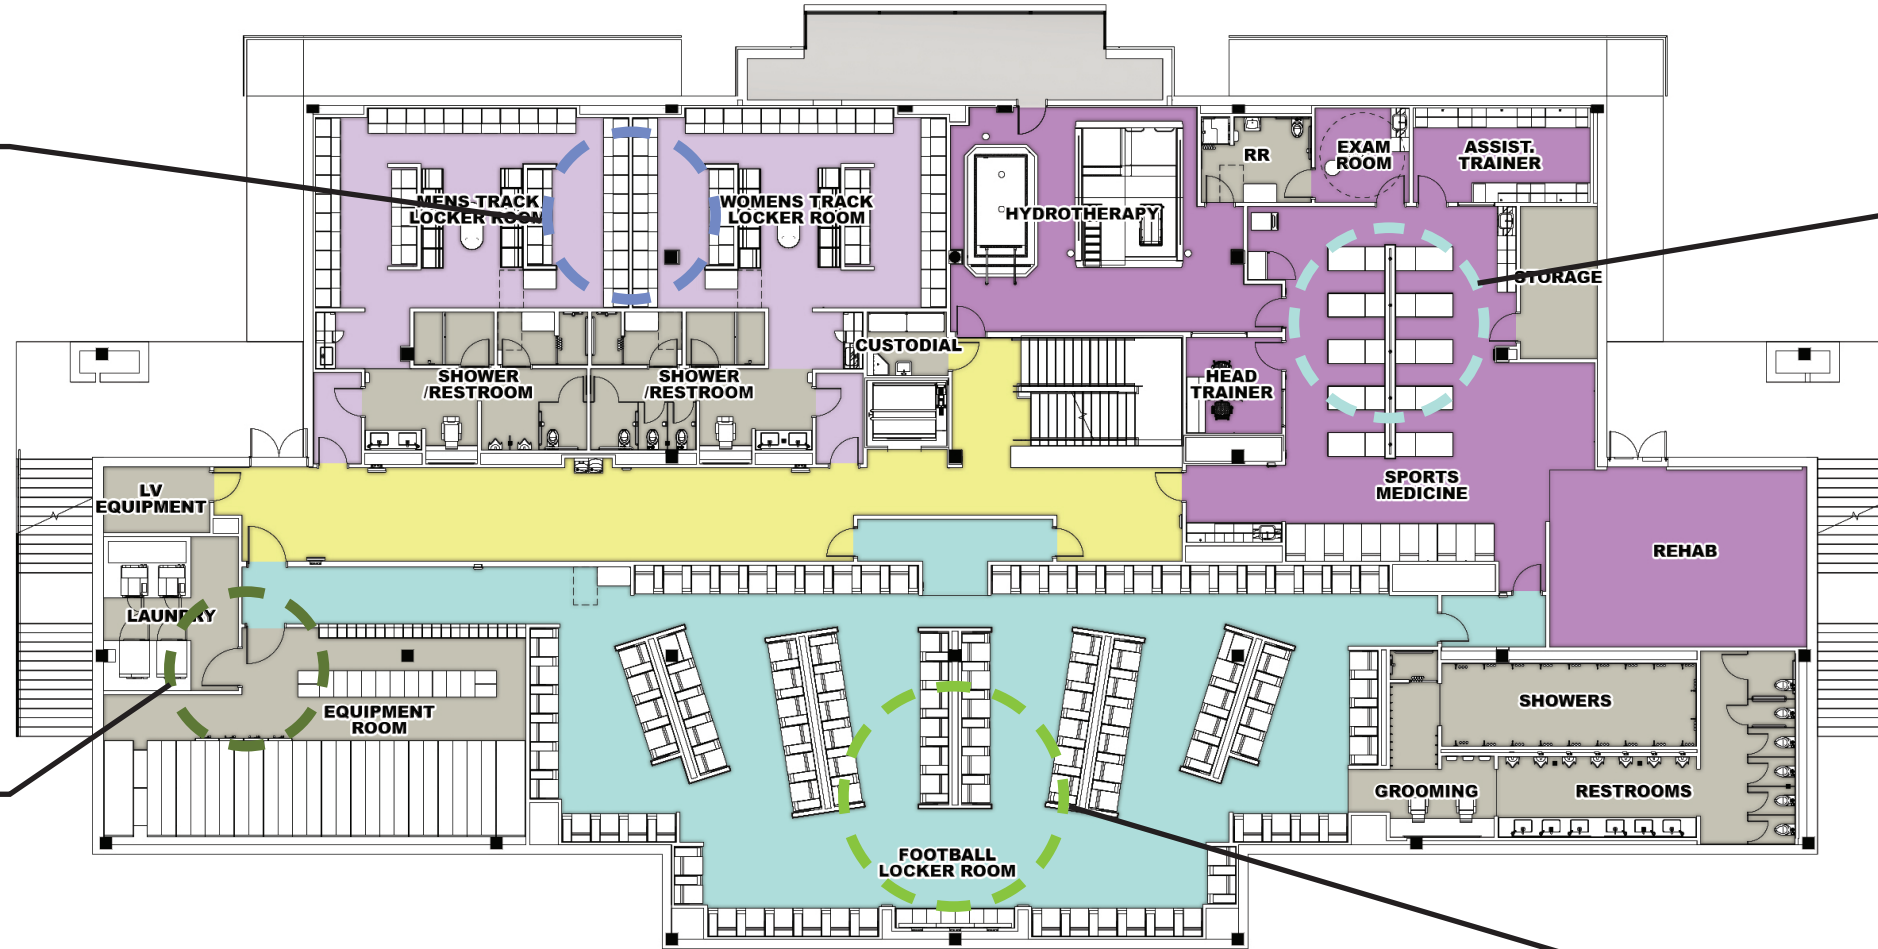 RR
EXAM
ROOM
ASSIST.
TRAINER
MENS TRACK
LOCKER ROOM
WOMENS TRACK
LOCKER ROOM
HYDROTHERAPY
STORAGE
CUSTODIAL
SHOWER
/RESTROOM
SHOWER
/RESTROOM
HEAD
TRAINER
LV
EQUIPMENT
SPORTS
MEDICINE
REHAB
LAUNDRY
EQUIPMENT
ROOM
SHOWERS
GROOMING
RESTROOMS
FOOTBALL
LOCKER ROOM